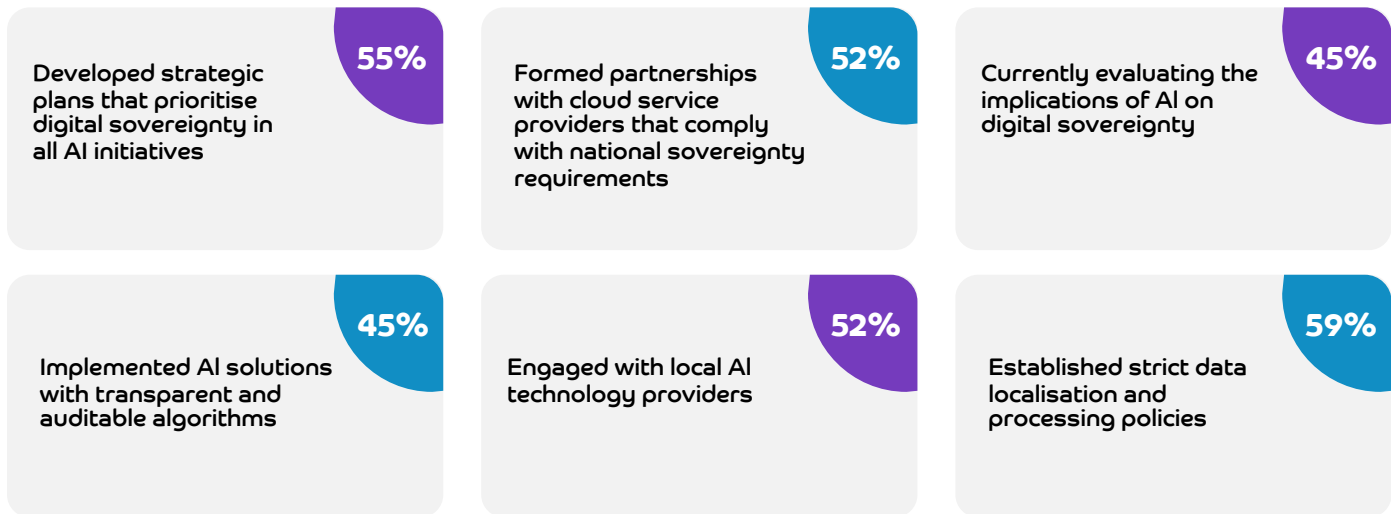 55%
Developed strategic
plans that prioritise
digital sovereignty in
all AI initiatives
52%
Formed partnerships
with cloud service
providers that comply
with national sovereignty
requirements
45%
Currently evaluating the
implications of AI on
digital sovereignty
45%
Implemented AI solutions
with transparent and
auditable algorithms
52%
Engaged with local AI
technology providers
59%
Established strict data
localisation and
processing policies